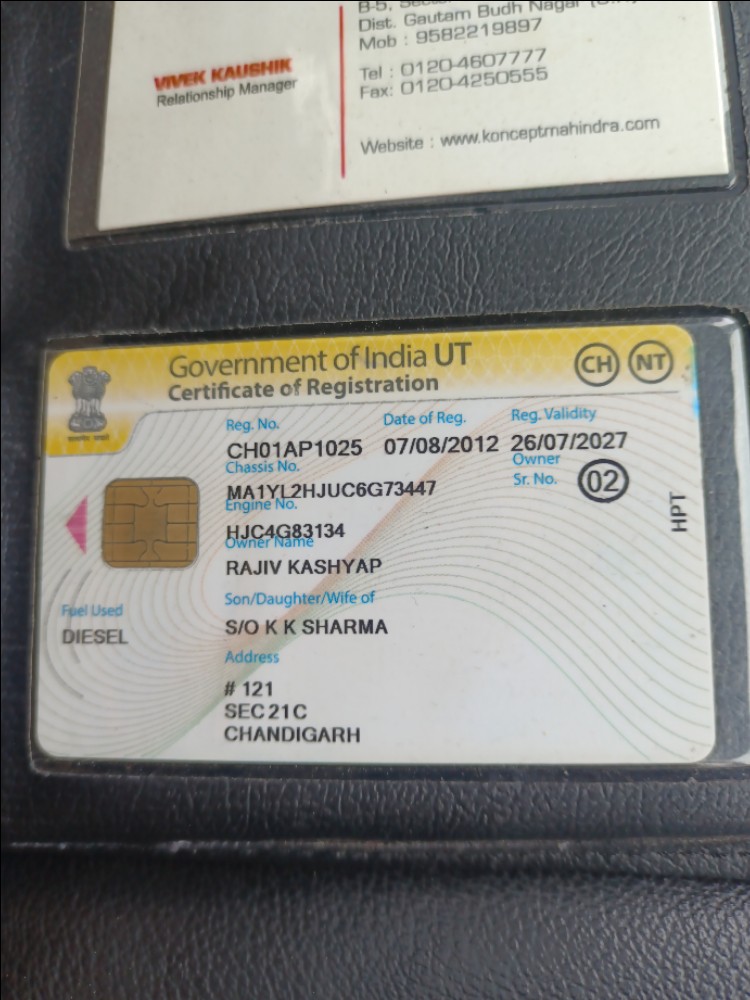 B-5,
Dist. Gautam Budh Nagar
Mob : 9582219897
VIVEK KAUSHIK
Relationship Manager
Tel : 0120-4607777
Fax: 0120-4250555
Website : www.konceptmahindra.com
Government of India UT
Certificate of Registration
CH
NT
Reg. No.
Date of Reg.
Reg. Validity
CH01AP1025
07/08/2012
26/07/2027
Chassis No.
Owner
Sr. No.
02
MA1YL2HJUC6G73447
Engine No.
HJC4G83134
Owner Name
RAJIV KASHYAP
HPT
Son/Daughter/Wife of
S/O K K SHARMA
Fuel Used
DIESEL
Address
# 121
SEC 21 C
CHANDIGARH